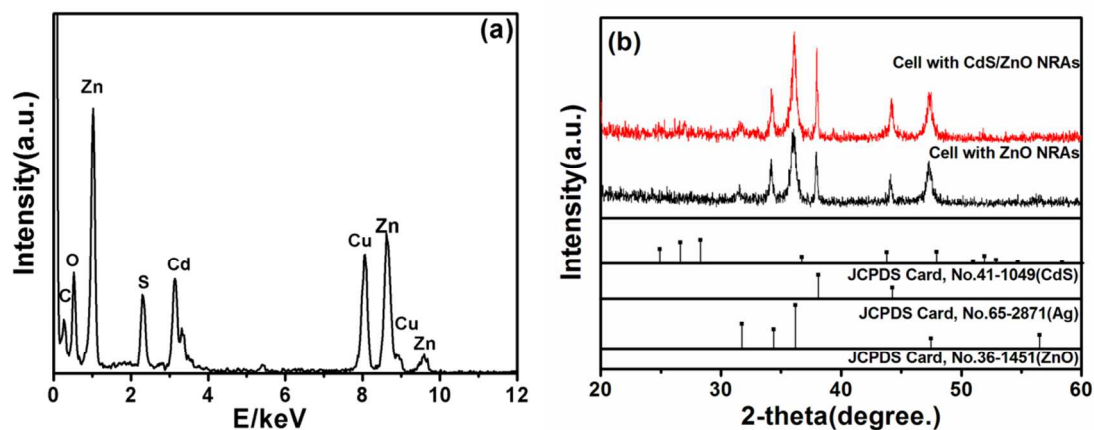 (a)
Zn
O
C
S
Cd
Cu
Zn
Cu
Zn
Intensity(a.u.)
0 2 4 6 8 10 12
E/keV
(b)
Cell with CdS/ZnO NRAs
Cell with ZnO NRAs
JCPDS Card, No.41-1049(CdS)
JCPDS Card, No.65-2871(Ag)
JCPDS Card, No.36-1451(ZnO)
Intensity(a.u.)
20 30 40 50 60
2-theta(degree.)